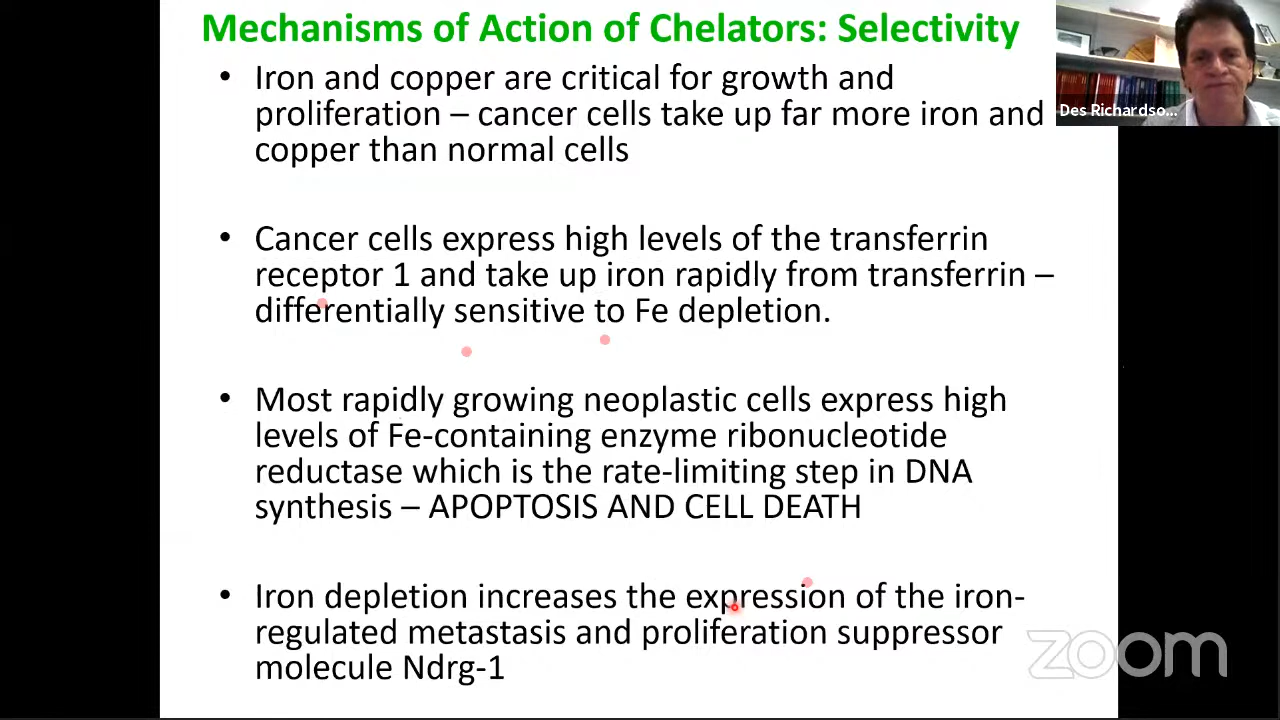 Mechanisms of Action of Chelators: Selectivity
• Iron and copper are critical for growth and
proliferation – cancer cells take up far more iron and
copper than normal cells
• Cancer cells express high levels of the transferrin
receptor 1 and take up iron rapidly from transferrin –
differentially sensitive to Fe depletion.
• Most rapidly growing neoplastic cells express high
levels of Fe-containing enzyme ribonucleotide
reductase which is the rate-limiting step in DNA
synthesis – APOPTOSIS AND CELL DEATH
• Iron depletion increases the expression of the iron-
regulated metastasis and proliferation suppressor
molecule Ndrg-1
Des Richardso...
zoom